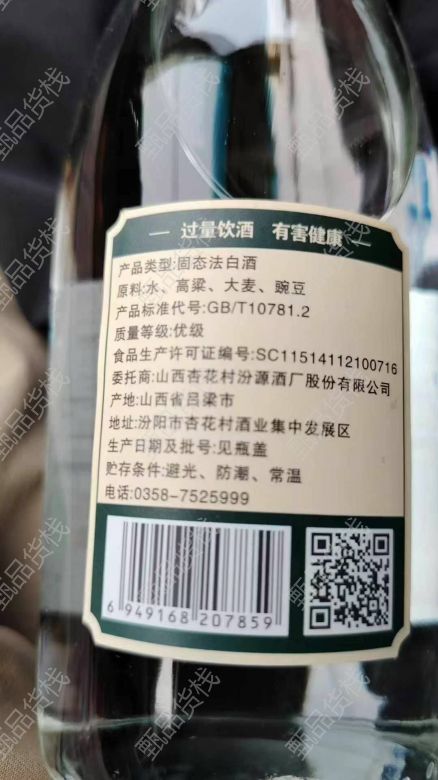 — 过量饮酒 有害健康 —
产品类型:固态法白酒
原料:水、高粱、大麦、豌豆
产品标准代号:GB/T10781.2
质量等级:优级
食品生产许可证编号:SC11514112100716
委托商:山西杏花村汾源酒厂股份有限公司
产地:山西省吕梁市
地址:汾阳市杏花村酒业集中发展区
生产日期及批号:见瓶盖
贮存条件:避光、防潮、常温
电话:0358-7525999
6 949168 207859
甄品货栈